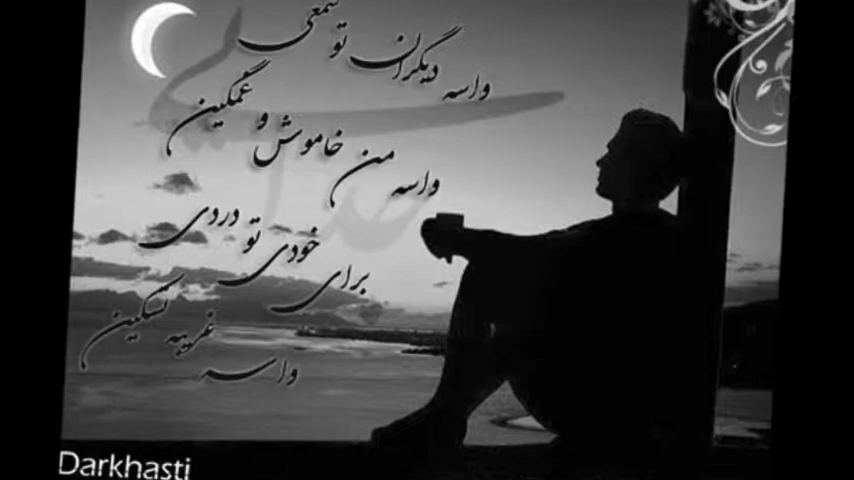 واسه دیگران تو شمعی
واسه من خاموش و غمگین
برای خودی تو دردی
واسه غریبه تسکین
Darkhasti